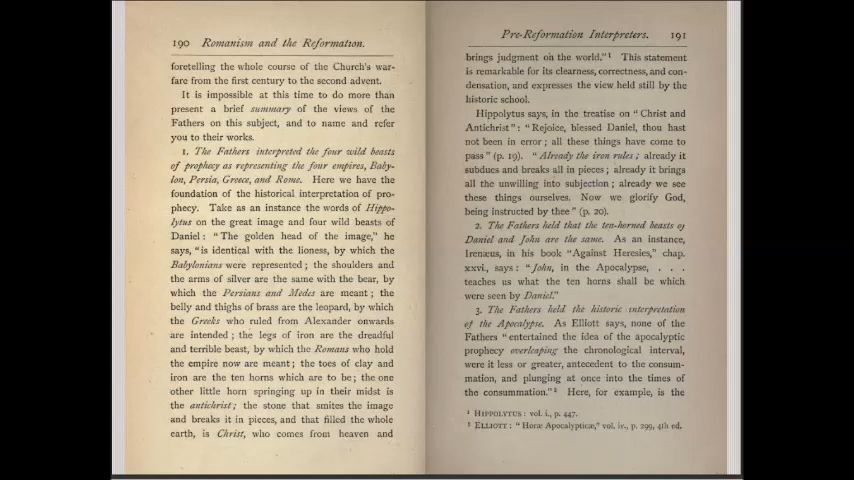 190 Romanism and the Reformation.
foretelling the whole course of the Church's war-
fare from the first century to the second advent.
It is impossible at this time to do more than
present a brief summary of the views of the
Fathers on this subject, and to name and refer
you to their works.
1. The Fathers interpreted the four wild beasts
of prophecy as representing the four empires, Baby-
lon, Persia, Greece, and Rome. Here we have the
foundation of the historical interpretation of pro-
phecy. Take as an instance the words of Hippo-
lytus on the great image and four wild beasts of
Daniel: "The golden head of the image," he
says, "is identical with the lioness, by which the
Babylonians were represented; the shoulders and
the arms of silver are the same with the bear, by
which the Persians and Medes are meant; the
belly and thighs of brass are the leopard, by which
the Greeks who ruled from Alexander onwards
are intended; the legs of iron are the dreadful
and terrible beast, by which the Romans who hold
the empire now are meant; the toes of clay and
iron are the ten horns which are to be; the one
other little horn springing up in their midst is
the antichrist; the stone that smites the image
and breaks it in pieces, and that filled the whole
earth, is Christ, who comes from heaven and
Pre-Reformation Interpreters. 191
brings judgment on the world."¹ This statement
is remarkable for its clearness, correctness, and con-
densation, and expresses the view held still by the
historic school.
Hippolytus says, in the treatise on "Christ and
Antichrist": "Rejoice, blessed Daniel, thou hast
not been in error; all these things have come to
pass" (p. 19). "Already the iron rules; already it
subdues and breaks all in pieces; already it brings
all the unwilling into subjection; already we see
these things ourselves. Now we glorify God,
being instructed by thee" (p. 20).
2. The Fathers held that the ten-horned beasts of
Daniel and John are the same. As an instance,
Irenæus, in his book "Against Heresies," chap.
xxvi., says: "John, in the Apocalypse, . . .
teaches us what the ten horns shall be which
were seen by Daniel."
3. The Fathers held the historic interpretation
of the Apocalypse. As Elliott says, none of the
Fathers "entertained the idea of the apocalyptic
prophecy overleaping the chronological interval,
were it less or greater, antecedent to the consum-
mation, and plunging at once into the times of
the consummation."² Here, for example, is the
¹ HIPPOLYTUS: vol. i., p. 447.
² ELLIOTT: "Horæ Apocalypticæ," vol. iv., p. 299, 4th ed.